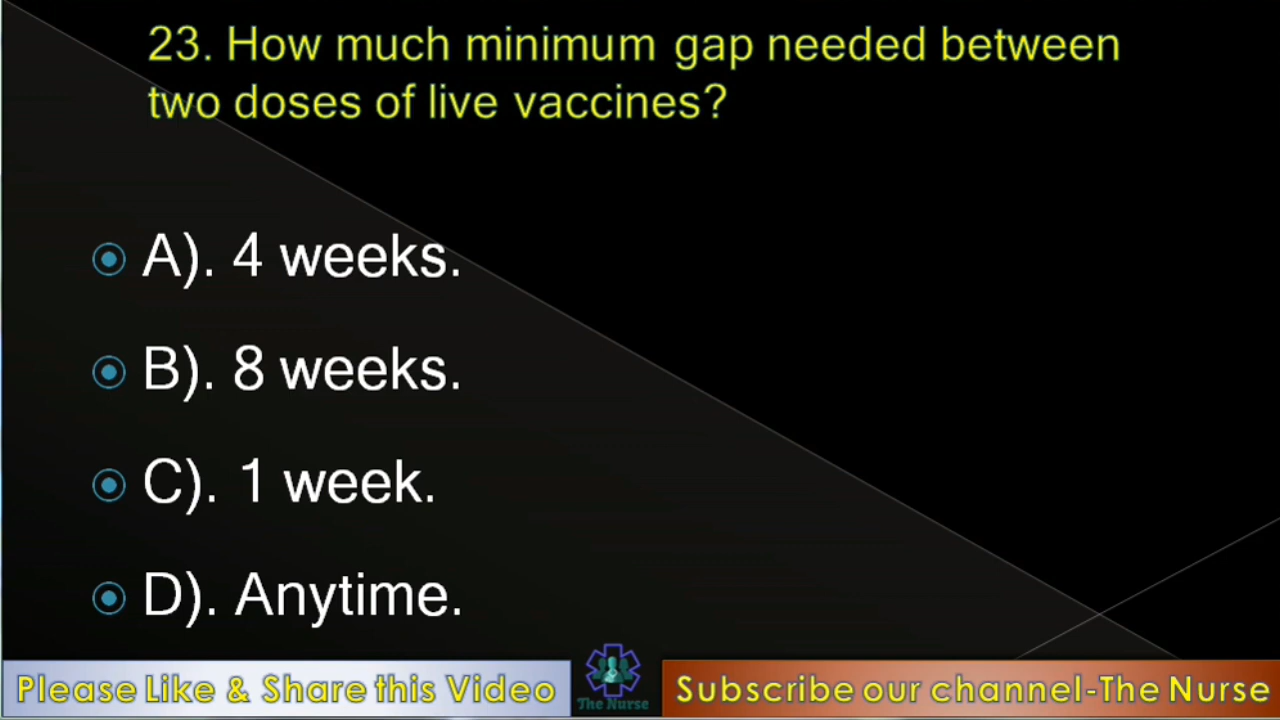 23. How much minimum gap needed between
two doses of live vaccines?
A). 4 weeks.
B). 8 weeks.
C). 1 week.
D). Anytime.
Please Like & Share this Video
The Nurse
Subscribe our channel-The Nurse